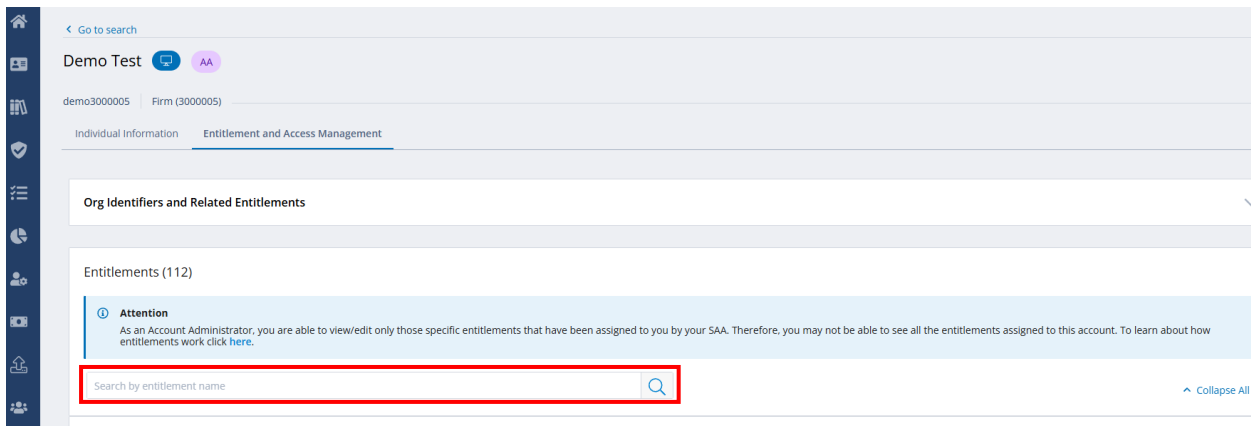 Go to search
Demo Test AA
demo3000005 Firm (3000005)
Individual Information Entitlement and Access Management
Org Identifiers and Related Entitlements
Entitlements (112)
Attention
As an Account Administrator, you are able to view/edit only those specific entitlements that have been assigned to you by your SAA. Therefore, you may not be able to see all the entitlements assigned to this account. To learn about how
entitlements work click here.
Search by entitlement name
Collapse All